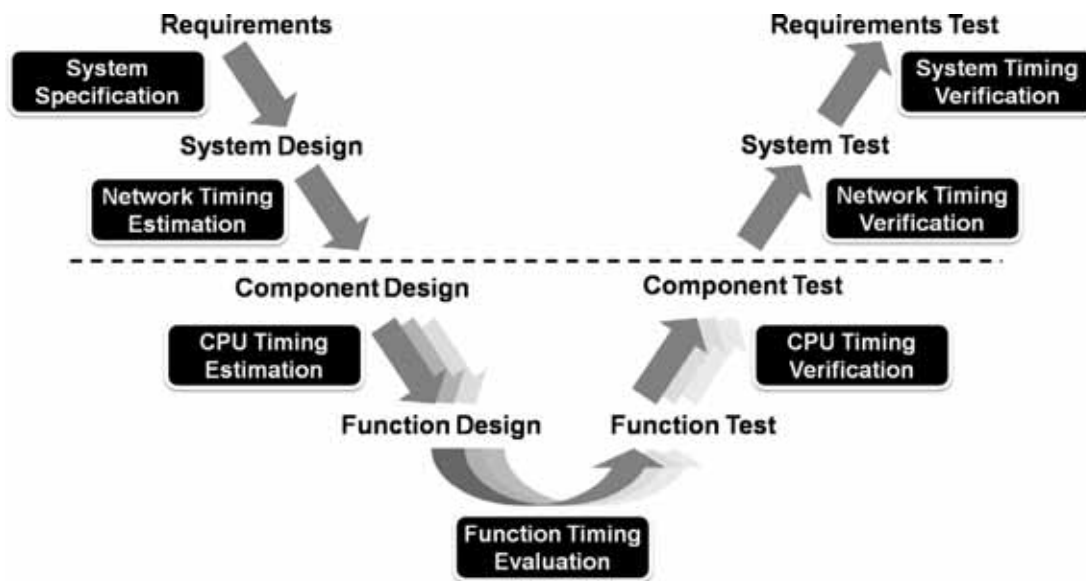 Requirements
Requirements Test
System
Specification
System Timing
Verification
System Design
System Test
Network Timing
Estimation
Network Timing
Verification
Component Design
Component Test
CPU Timing
Estimation
CPU Timing
Verification
Function Design
Function Test
Function Timing
Evaluation